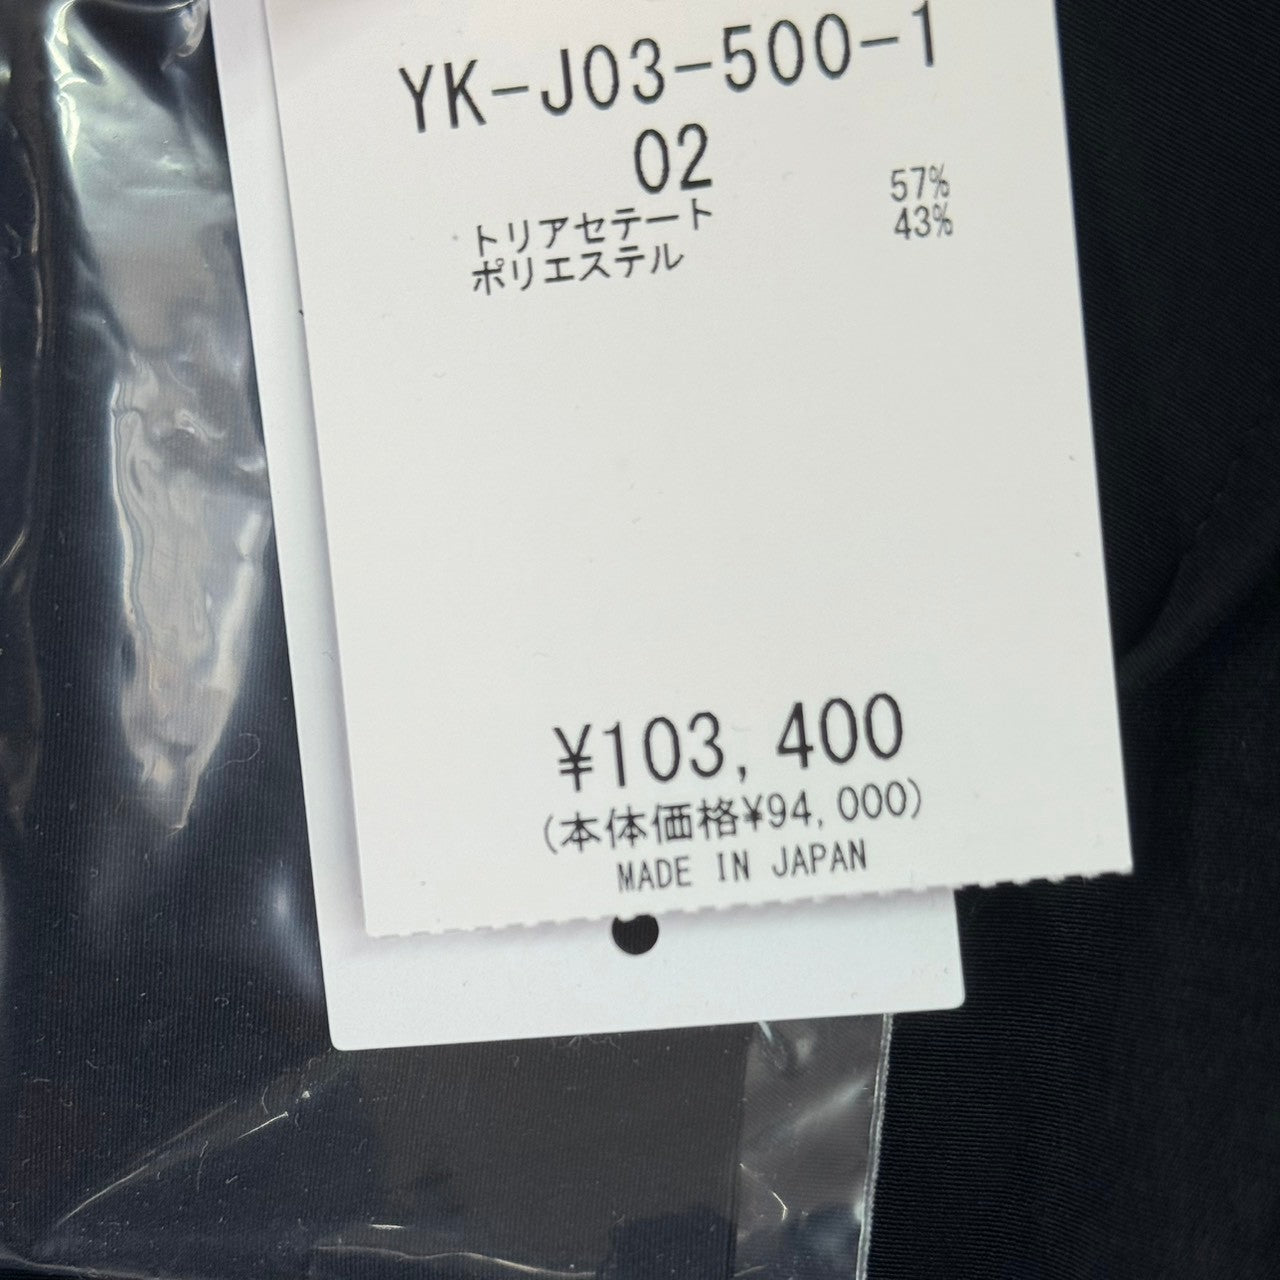 YK-J03-500-1
02
トリアセテート 57%
ポリエステル 43%
¥103,400
(本体価格¥94,000)
MADE IN JAPAN